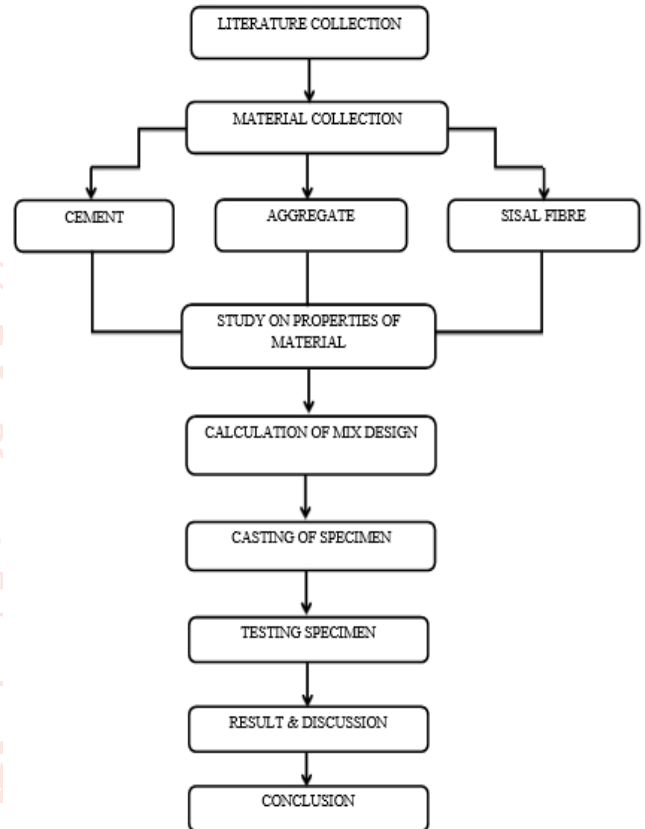 LITERATURE COLLECTION
MATERIAL COLLECTION
CEMENT
AGGREGATE
SISAL FIBRE
STUDY ON PROPERTIES OF
MATERIAL
CALCULATION OF MIX DESIGN
CASTING OF SPECIMEN
TESTING SPECIMEN
RESULT & DISCUSSION
CONCLUSION